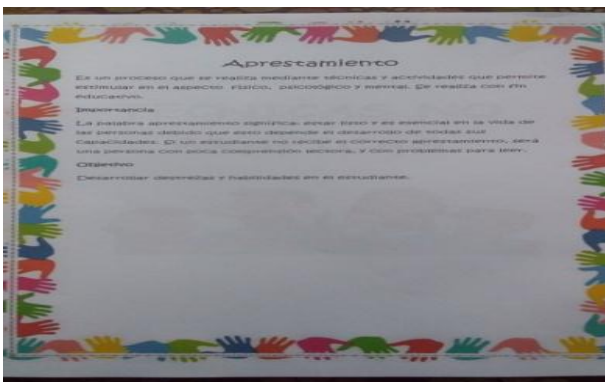 Aprestamiento
Es un proceso que se realiza mediante técnicas y actividades que permite
estimular en el aspecto físico, psicológico y mental. Se realiza con fin
educativo.
Importancia
La palabra aprestamiento significa: estar listo y es esencial en la vida de
las personas debido que esto depende el desarrollo de todas sus
capacidades. Si un estudiante no recibe el correcto aprestamiento, será
una persona con poca comprensión lectora, y con problemas para leer.
Objetivo
Desarrollar destrezas y habilidades en el estudiante.